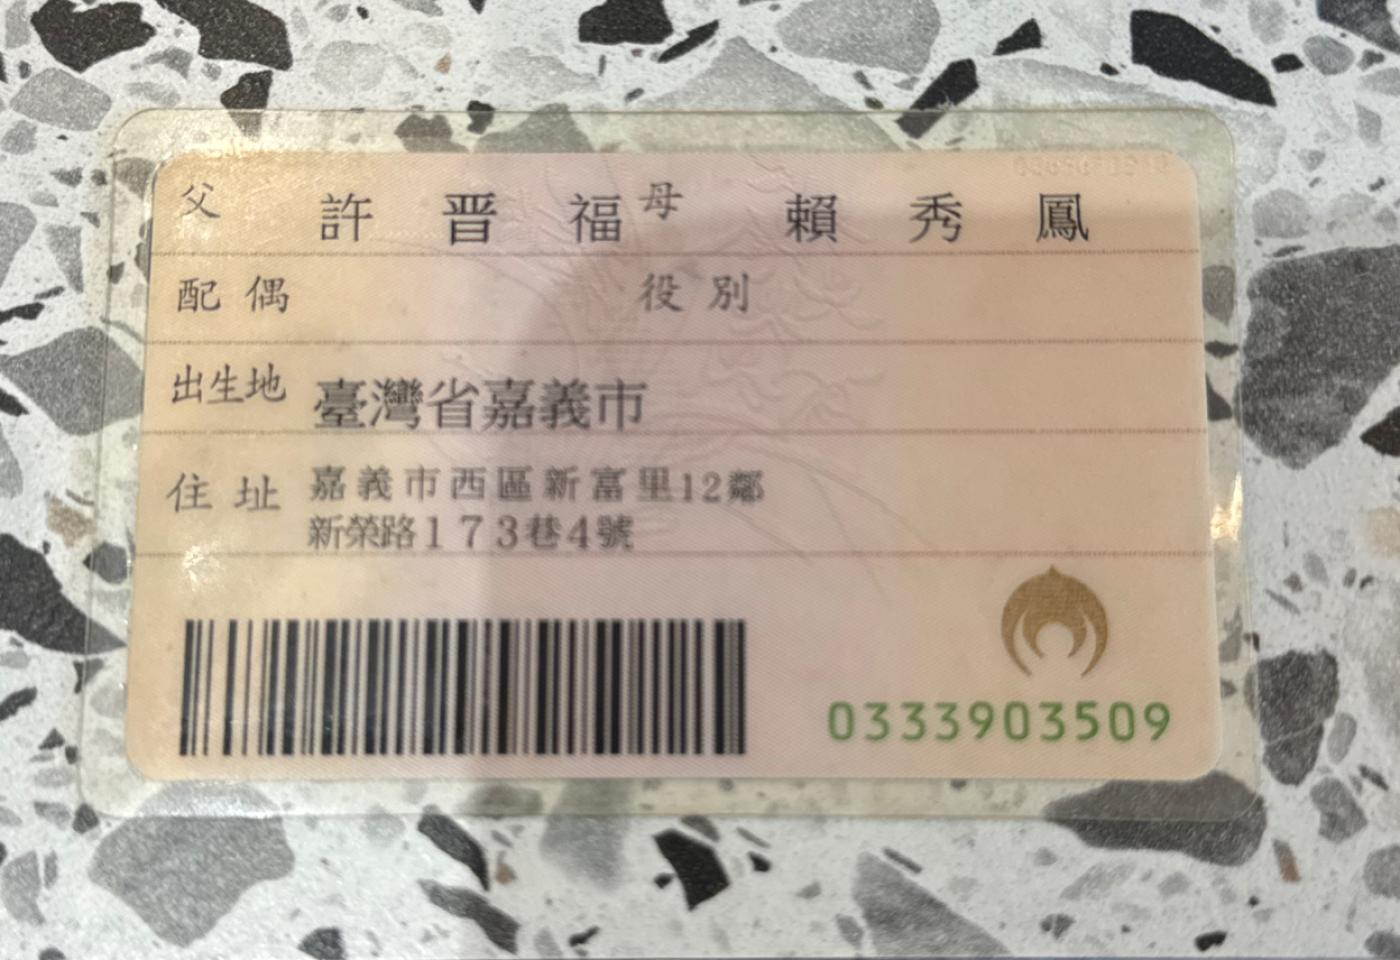 父 許晋福 母 賴秀鳳
配偶 役別
出生地 臺灣省嘉義市
住址 嘉義市西區新富里12鄰
新榮路173巷4號
0333903509